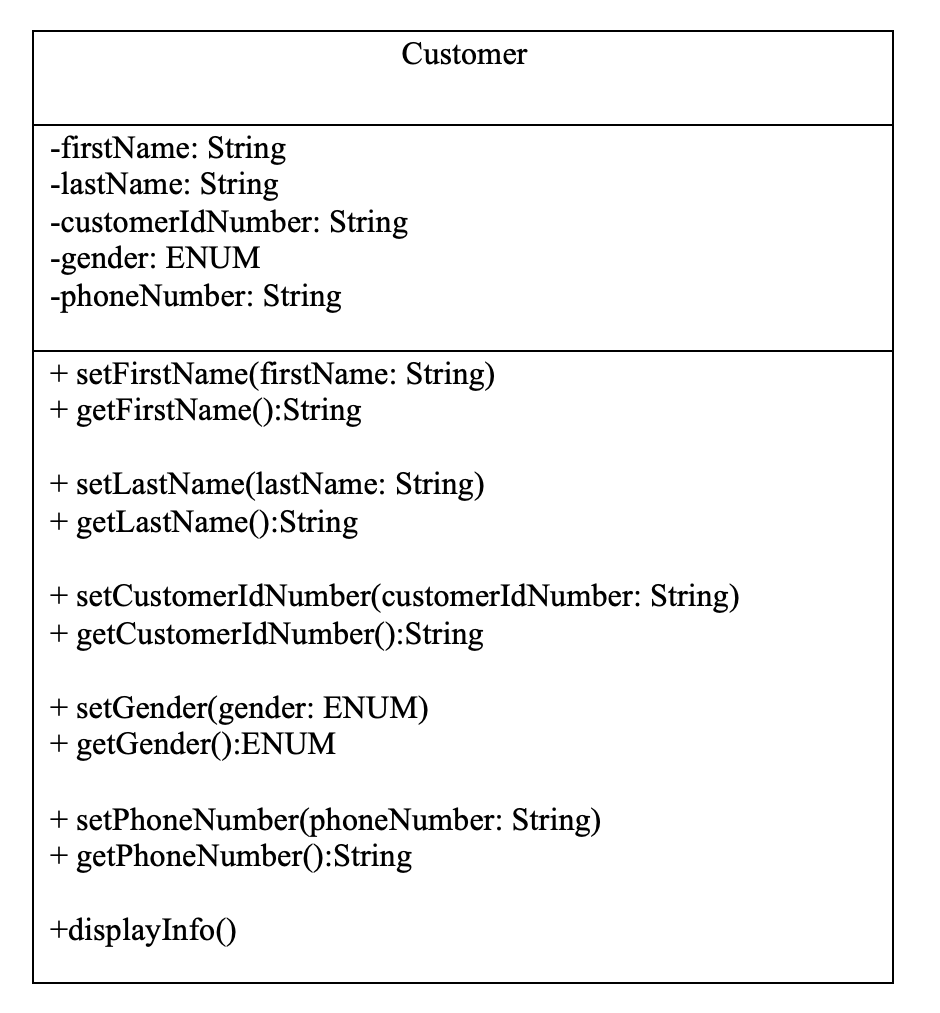 Customer
-firstName: String
-lastName: String
-customerIdNumber: String
-gender: ENUM
-phoneNumber: String
+ setFirstName(firstName: String)
+ getFirstName():String
+ setLastName(lastName: String)
+ getLastName():String
+ setCustomerIdNumber(customerIdNumber: String)
+ getCustomerIdNumber():String
+ setGender(gender: ENUM)
+ getGender():ENUM
+ setPhoneNumber(phoneNumber: String)
+ getPhoneNumber():String
+displayInfo()